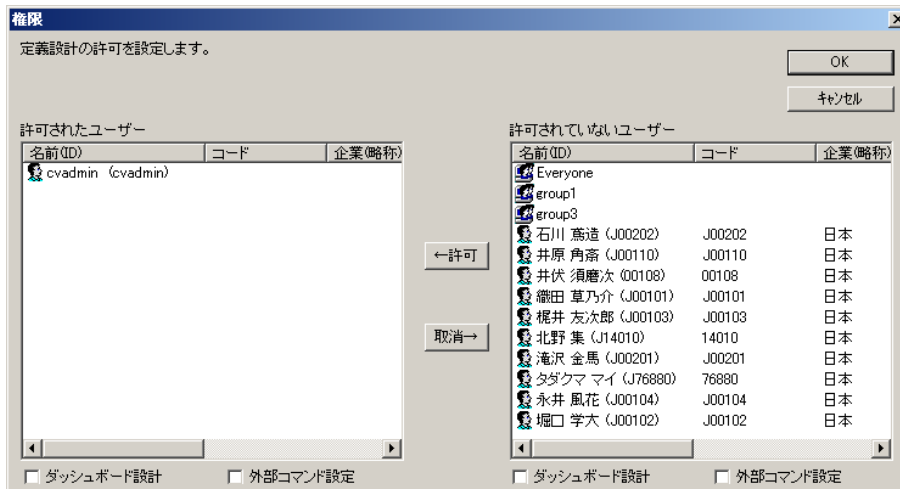 権限
定義設計の許可を設定します。
OK
キャンセル
許可されたユーザー
名前(ID) コード 企業(略称)
cvadmin (cvadmin)
←許可
取消→
ダッシュボード設計 外部コマンド設定
許可されていないユーザー
名前(ID) コード 企業(略称)
Everyone
group1
group3
石川 蔦造 (J00202) J00202 日本
井原 角斎 (J00110) J00110 日本
井伏 須磨次 (00108) 00108 日本
織田 草乃介 (J00101) J00101 日本
梶井 友次郎 (J00103) J00103 日本
北野 集 (J14010) 14010 日本
滝沢 金馬 (J00201) J00201 日本
タダクマ マイ (J76880) 76880 日本
永井 風花 (J00104) J00104 日本
堀口 学大 (J00102) J00102 日本
ダッシュボード設計 外部コマンド設定